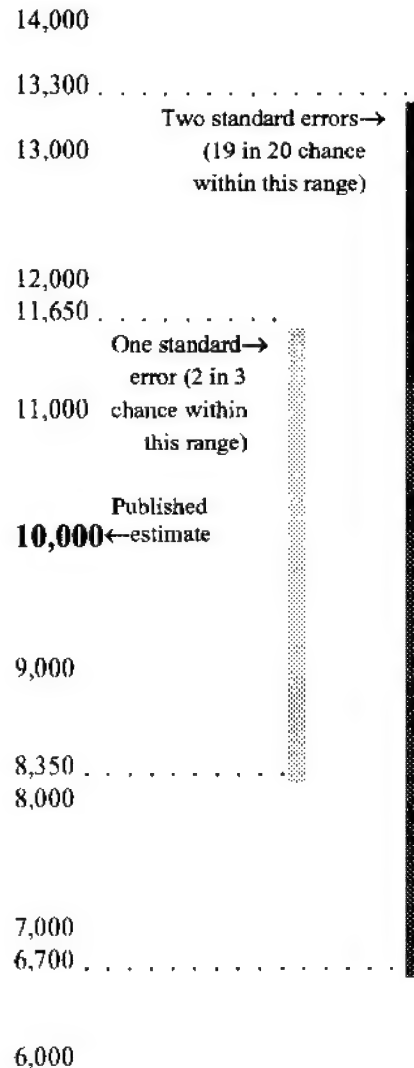 14,000
13,300 . . . . . . . . . . . .
Two standard errors→
13,000 (19 in 20 chance
within this range)
12,000
11,650 . . . . . . . . .
One standard→
error (2 in 3
11,000 chance within
this range)
Published
10,000←estimate
9,000
8,350 . . . . . . . . . .
8,000
7,000
6,700 . . . . . . . . . . . . . .
6,000